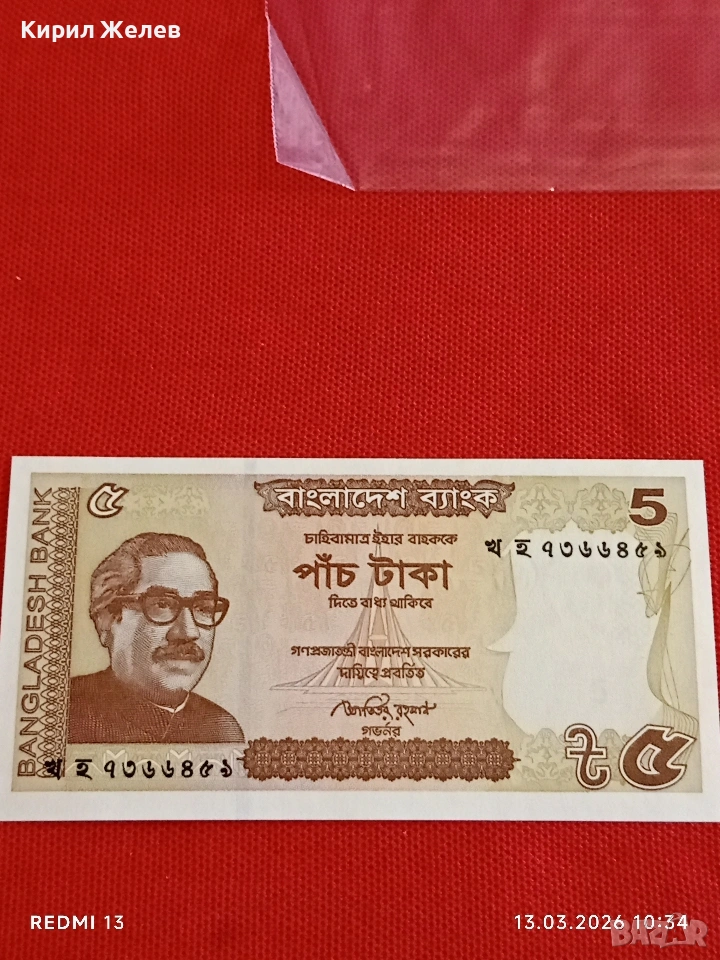 Кирил Желев
BANGLADESH BANK
৫
বাংলাদেশ ব্যাংক
5
চাহিবামাত্র ইহার বাহককে
খ হ ৭৩৬৬৪৫৯
পাঁচ টাকা
দিতে বাধ্য থাকিবে
গণপ্রজাতন্ত্রী বাংলাদেশ সরকারের
দায়িত্বে প্রবর্তিত
গভর্নর
খ হ ৭৩৬৬৪৫৯
৳ ৫
REDMI 13
13.03.2026 10:34
BAZAR